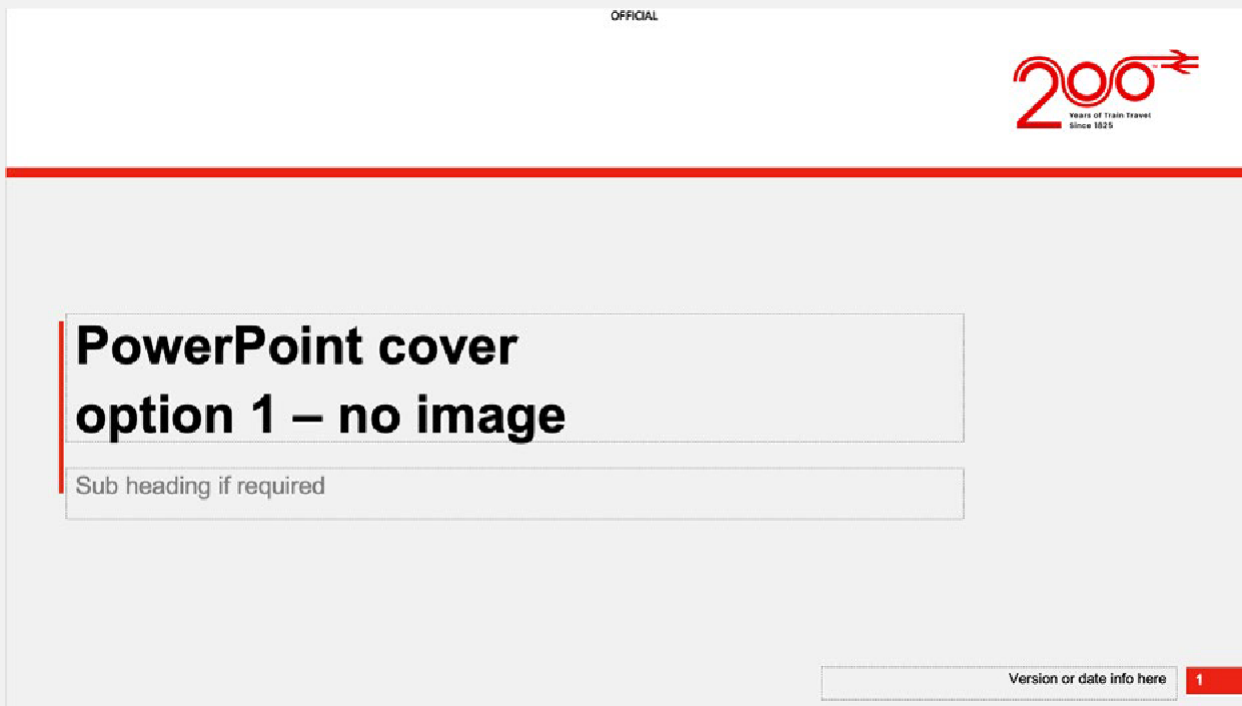 OFFICIAL
200
Years of Train Travel
Since 1825
PowerPoint cover
option 1 – no image
Sub heading if required
Version or date info here
1